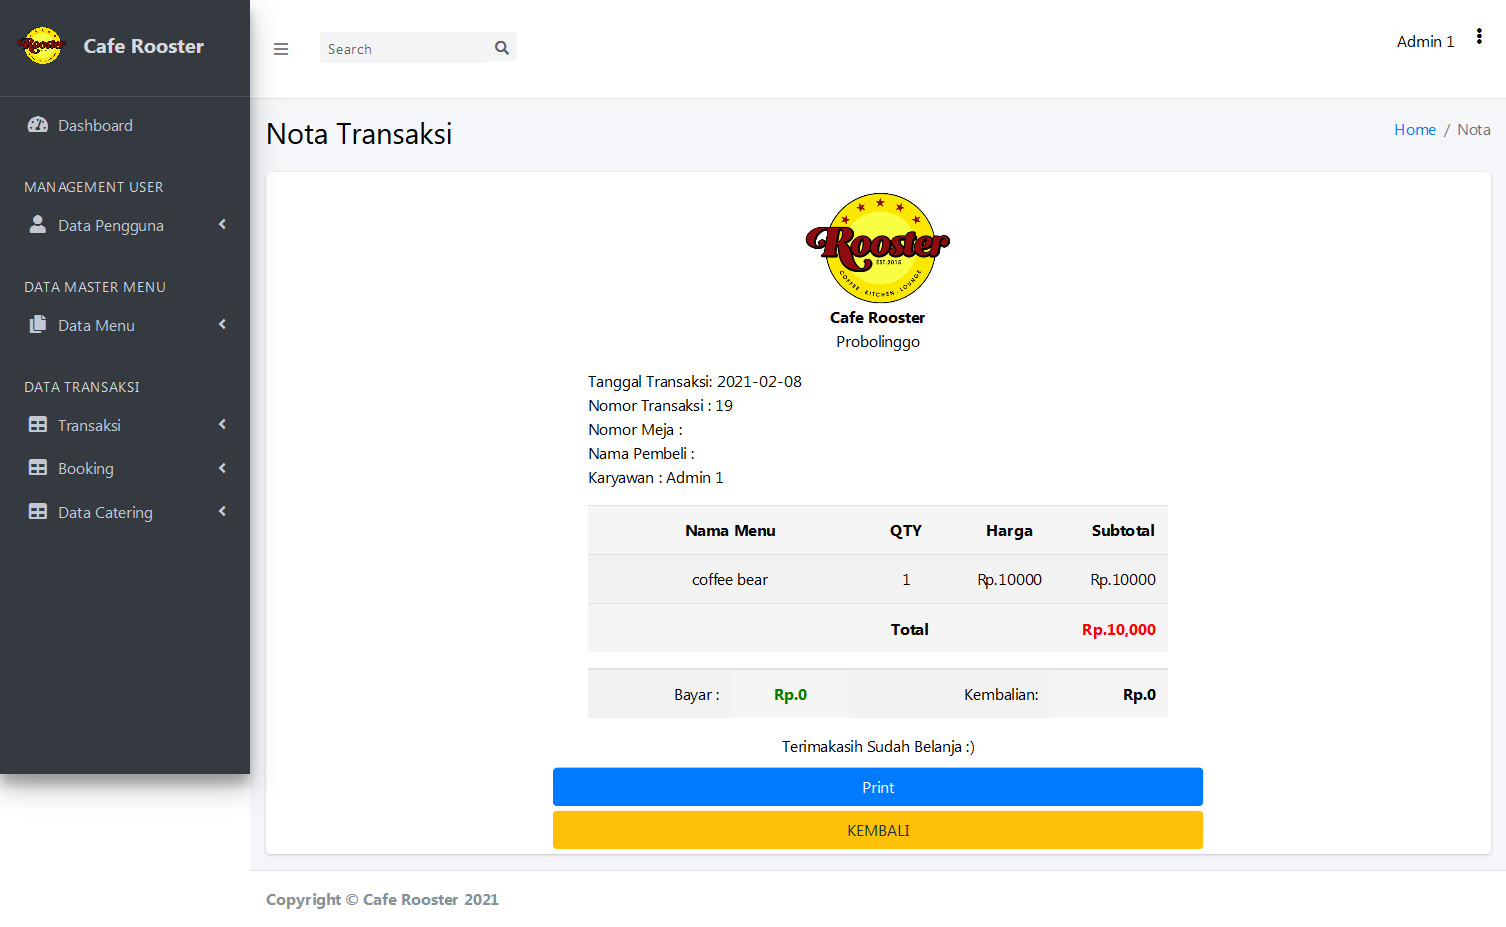 Rooster
Cafe Rooster
Dashboard
MANAGEMENT USER
Data Pengguna
DATA MASTER MENU
Data Menu
DATA TRANSAKSI
Transaksi
Booking
Data Catering
Search
Admin 1
Nota Transaksi
Home / Nota
Rooster
EST.2015
COFFEE . KITCHEN . LOUNGE
Cafe Rooster
Probolinggo
Tanggal Transaksi: 2021-02-08
Nomor Transaksi : 19
Nomor Meja :
Nama Pembeli :
Karyawan : Admin 1
Nama Menu QTY Harga Subtotal
coffee bear 1 Rp.10000 Rp.10000
Total Rp.10,000
Bayar : Rp.0 Kembalian: Rp.0
Terimakasih Sudah Belanja :)
Print
KEMBALI
Copyright © Cafe Rooster 2021